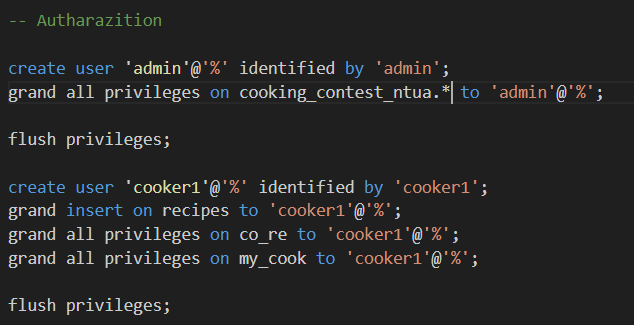 -- Autharazition
create user 'admin'@'%' identified by 'admin';
grand all privileges on cooking_contest_ntua.* to 'admin'@'%';
flush privileges;
create user 'cooker1'@'%' identified by 'cooker1';
grand insert on recipes to 'cooker1'@'%';
grand all privileges on co_re to 'cooker1'@'%';
grand all privileges on my_cook to 'cooker1'@'%';
flush privileges;